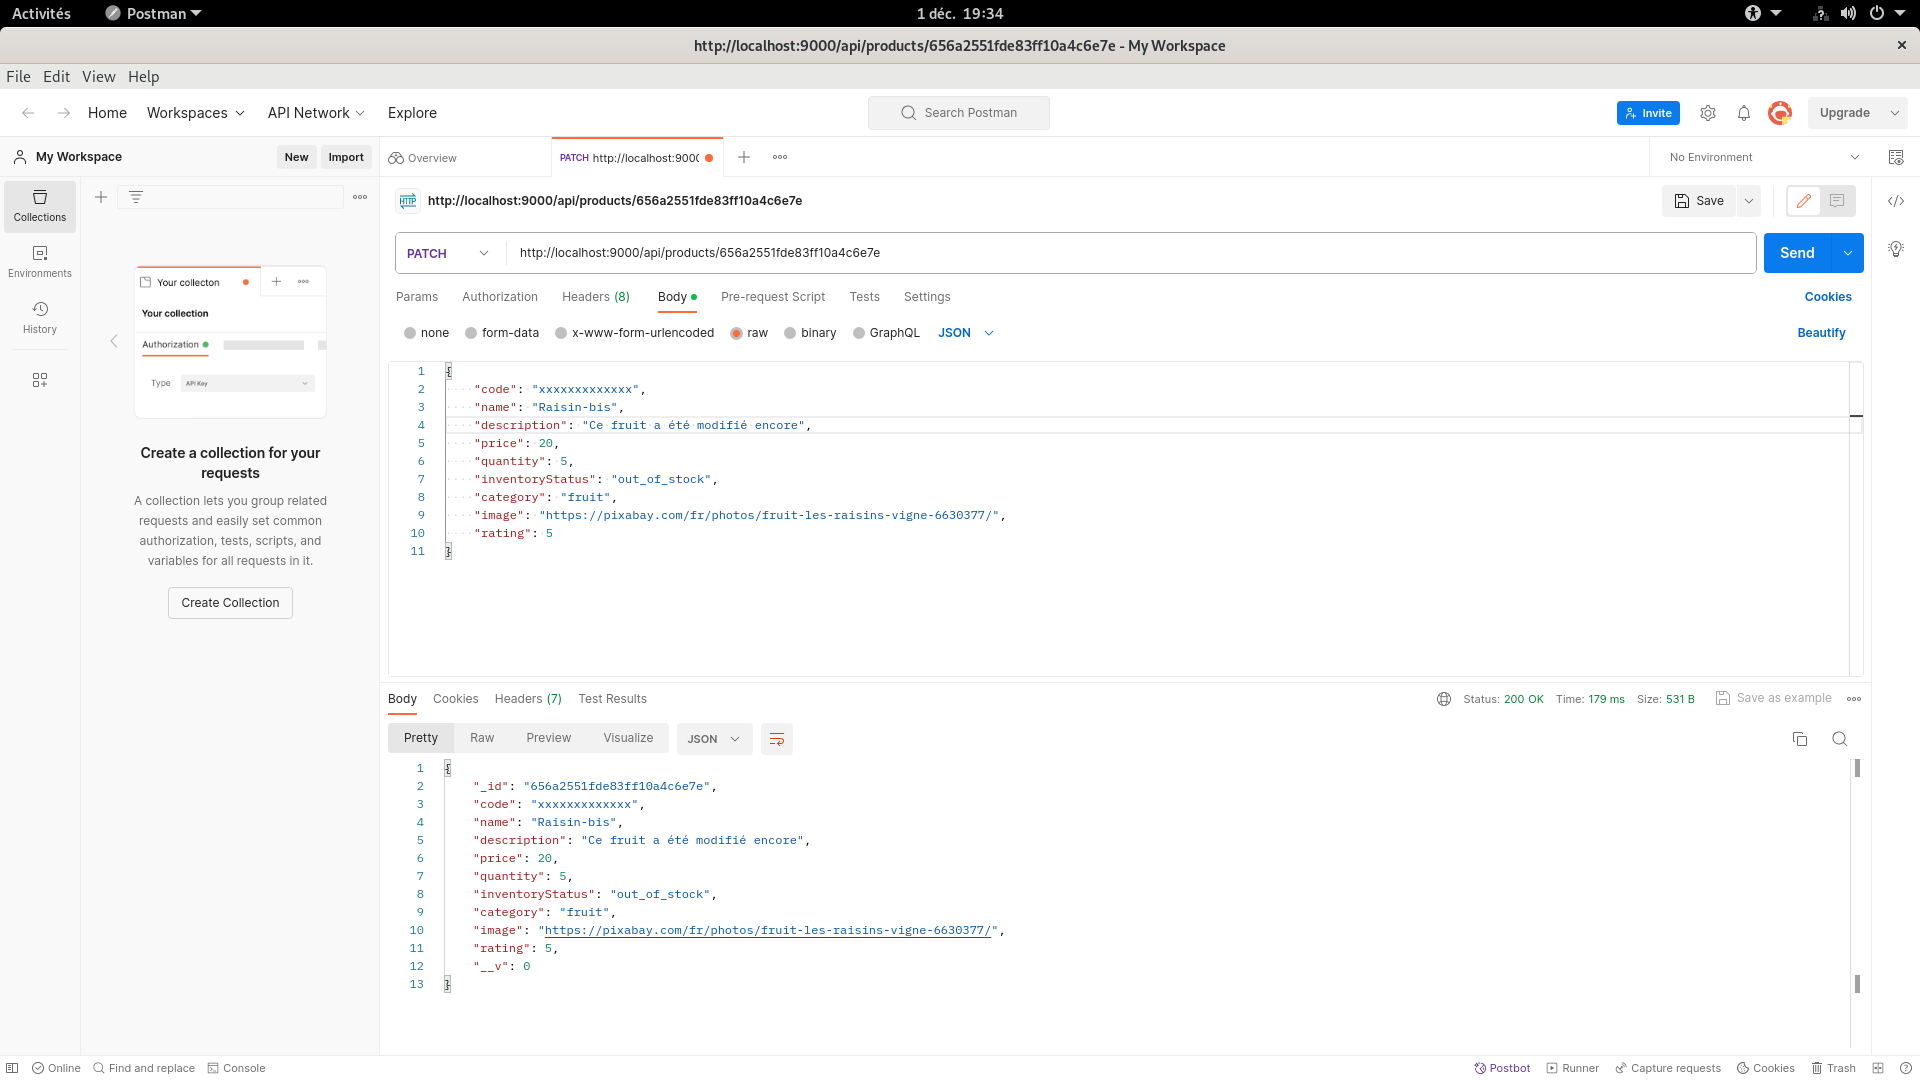 Activités
Postman
1 déc. 19:34
http://localhost:9000/api/products/656a2551fde83ff10a4c6e7e - My Workspace
File Edit View Help
Home Workspaces API Network Explore
Search Postman
Invite
Upgrade
My Workspace
New
Import
Overview
PATCH http://localhost:900
No Environment
Collections
Environments
History
Your collecton
Your collection
Authorization
Type
API Key
Create a collection for your
requests
A collection lets you group related
requests and easily set common
authorization, tests, scripts, and
variables for all requests in it.
Create Collection
HTTP
http://localhost:9000/api/products/656a2551fde83ff10a4c6e7e
Save
PATCH
http://localhost:9000/api/products/656a2551fde83ff10a4c6e7e
Send
Params Authorization Headers (8) Body Pre-request Script Tests Settings
Cookies
none form-data x-www-form-urlencoded raw binary GraphQL JSON
Beautify
1 {
2 "code": "xxxxxxxxxxxxx",
3 "name": "Raisin-bis",
4 "description": "Ce fruit a été modifié encore",
5 "price": 20,
6 "quantity": 5,
7 "inventoryStatus": "out_of_stock",
8 "category": "fruit",
9 "image": "https://pixabay.com/fr/photos/fruit-les-raisins-vigne-6630377/",
10 "rating": 5
11 }
Body Cookies Headers (7) Test Results
Status: 200 OK Time: 179 ms Size: 531 B
Save as example
Pretty Raw Preview Visualize JSON
1 {
2 "_id": "656a2551fde83ff10a4c6e7e",
3 "code": "xxxxxxxxxxxxx",
4 "name": "Raisin-bis",
5 "description": "Ce fruit a été modifié encore",
6 "price": 20,
7 "quantity": 5,
8 "inventoryStatus": "out_of_stock",
9 "category": "fruit",
10 "image": "https://pixabay.com/fr/photos/fruit-les-raisins-vigne-6630377/",
11 "rating": 5,
12 "__v": 0
13 }
Online Find and replace Console
Postbot Runner Capture requests Cookies Trash